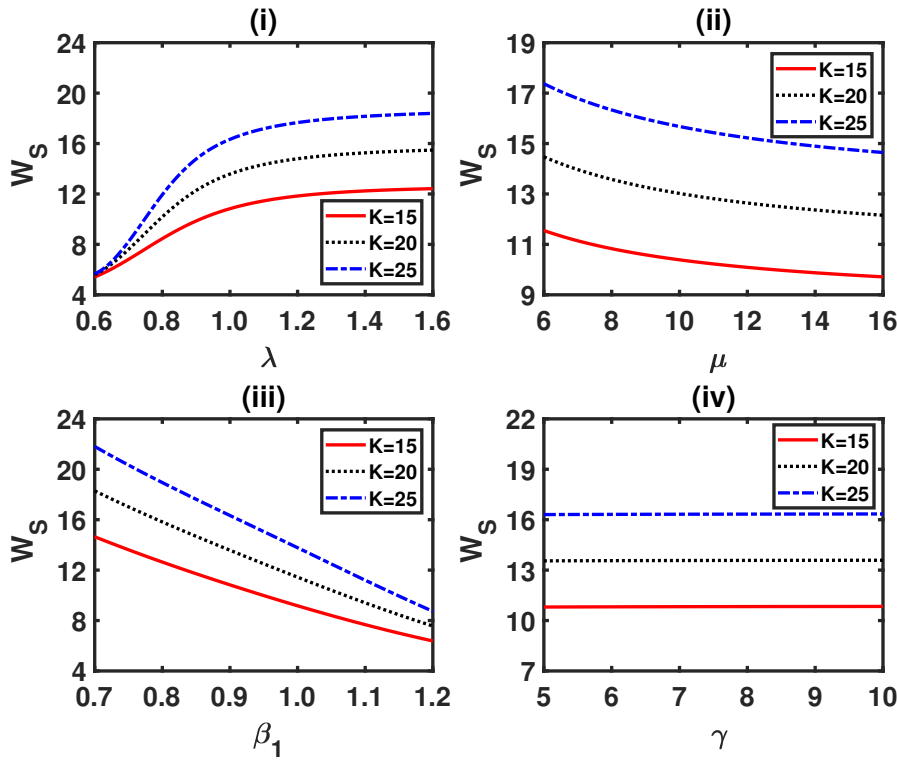 (i)
24
20
16
12
8
4
W_S
K=15
K=20
K=25
0.6 0.8 1.0 1.2 1.4 1.6
λ
(ii)
19
17
15
13
11
9
W_S
K=15
K=20
K=25
6 8 10 12 14 16
μ
(iii)
24
20
16
12
8
4
W_S
K=15
K=20
K=25
0.7 0.8 0.9 1.0 1.1 1.2
β_1
(iv)
22
19
16
13
10
7
W_S
K=15
K=20
K=25
5 6 7 8 9 10
γ